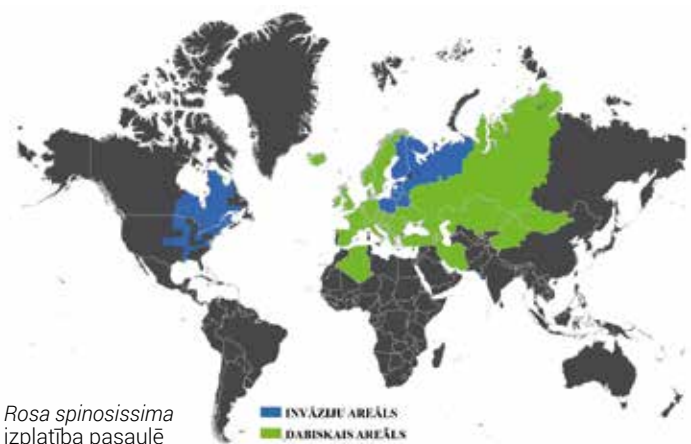 Rosa spinosissima
izplatība pasaulē
INVĀZIJU AREĀLS
DABISKAIS AREĀLS